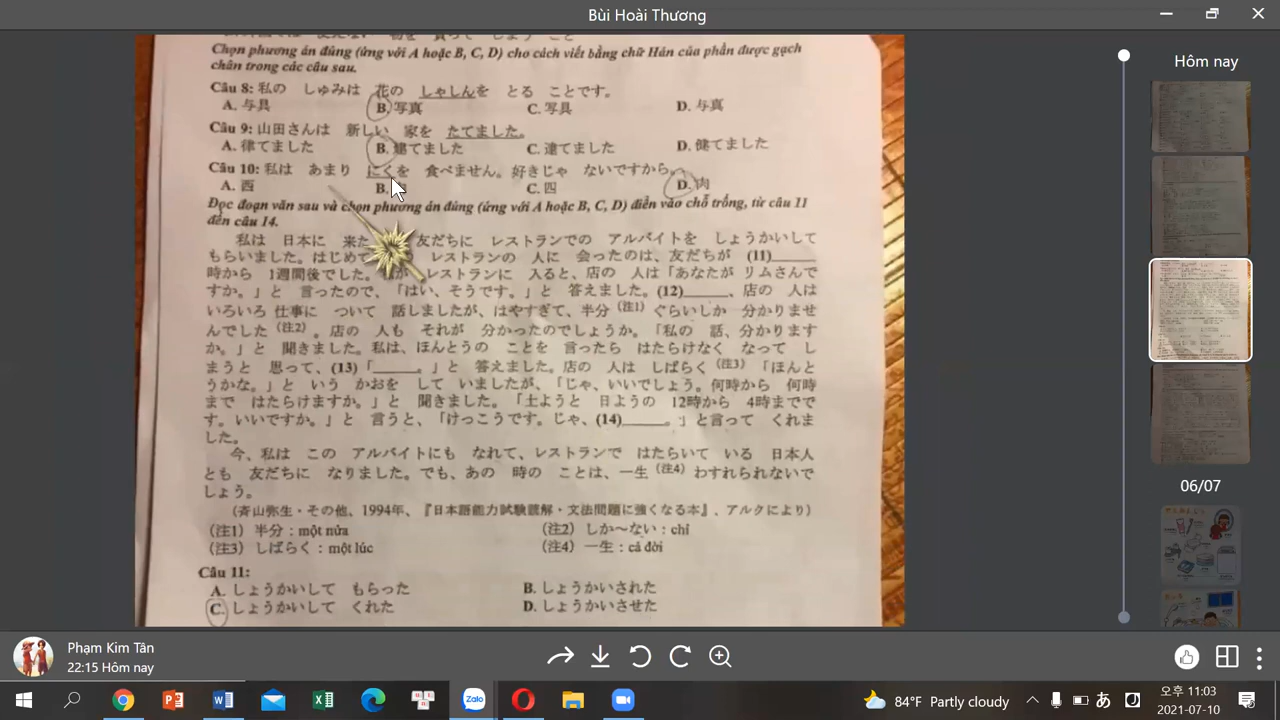 Bùi Hoài Thương
Hôm nay
Chọn phương án đúng (ứng với A hoặc B, C, D) cho cách viết bằng chữ Hán của phần được gạch
chân trong các câu sau.
Câu 8: 私の しゅみは 花の しゃしんを とる ことです。
A. 与具 B. 写真 C. 写具 D. 与真
Câu 9: 山田さんは 新しい 家を たてました。
A. 律てました B. 建てました C. 逮てました D. 健てました
Câu 10: 私は あまり にくを 食べません。好きじゃ ないですから。
A. 西 B. C. 四 D. 肉
Đọc đoạn văn sau và chọn phương án đúng (ứng với A hoặc B, C, D) điền vào chỗ trống, từ câu 11
đến câu 14.
私は 日本に 来た 友だちに レストランでの アルバイトを しょうかいして
もらいました。はじめて レストランの 人に 会ったのは、友だちが (11)______
時から 1週間後でした。 レストランに 入ると、店の 人は「あなたが リムさんで
すか。」と 言ったので、「はい、そうです。」と 答えました。(12)______、店の 人は
いろいろ 仕事に ついて 話しましたが、はやすぎて、半分(注1)ぐらいしか 分かりませ
んでした(注2)。店の 人も それが 分かったのでしょうか。「私の 話、分かります
か。」と 聞きました。私は、ほんとうの ことを 言ったら はたらけなく なって し
まうと 思って、(13)「______。」と 答えました。店の 人は しばらく(注3)「ほんと
うかな。」と いう かおを して いましたが、「じゃ、いいでしょう。何時から 何時
まで はたらけますか。」と 聞きました。「土ようと 日ようの 12時から 4時までで
す。いいですか。」と 言うと、「けっこうです。じゃ、(14)______。」と言って くれま
した。
今、私は この アルバイトにも なれて、レストランで はたらいて いる 日本人
とも 友だちに なりました。でも、あの 時の ことは、一生(注4)わすれられないで
しょう。
(斉山弥生・その他、1994年、『日本語能力試験読解・文法問題に強くなる本』、アルクにより)
(注1) 半分 : một nửa (注2) しか〜ない : chỉ
(注3) しばらく : một lúc (注4) 一生 : cả đời
Câu 11:
A. しょうかいして もらった B. しょうかいされた
C. しょうかいして くれた D. しょうかいさせた
06/07
Phạm Kim Tân
22:15 Hôm nay
Zalo
84°F Partly cloudy
あ
오후 11:03
2021-07-10